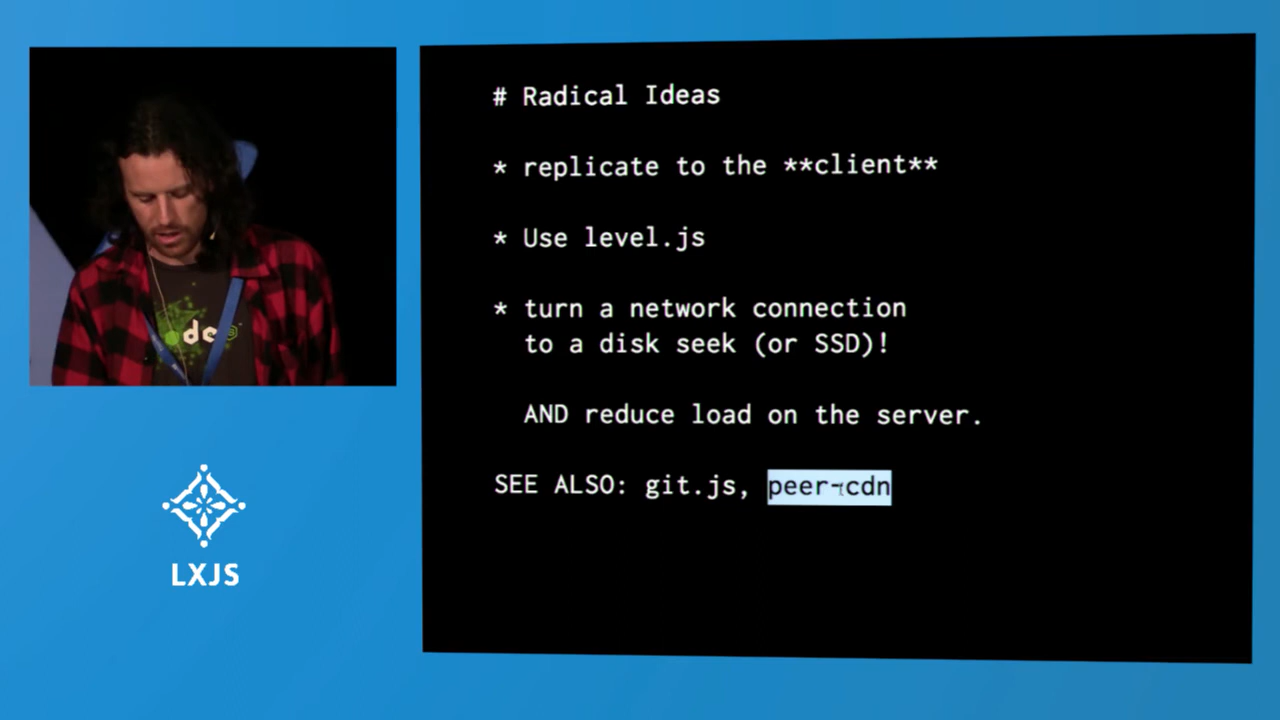 # Radical Ideas
* replicate to the **client**
* Use level.js
* turn a network connection
to a disk seek (or SSD)!
AND reduce load on the server.
SEE ALSO: git.js, peer-cdn
LXJS